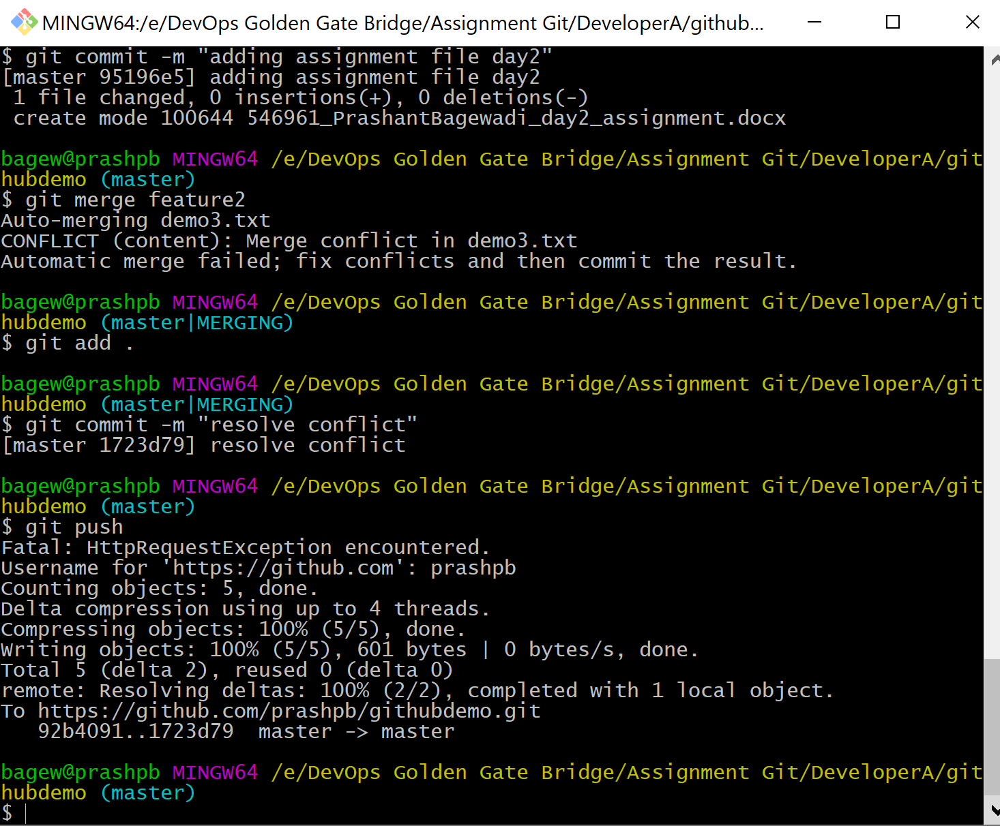 MINGW64:/e/DevOps Golden Gate Bridge/Assignment Git/DeveloperA/github...
$ git commit -m "adding assignment file day2"
[master 95196e5] adding assignment file day2
 1 file changed, 0 insertions(+), 0 deletions(-)
 create mode 100644 546961_PrashantBagewadi_day2_assignment.docx
bagew@prashpb MINGW64 /e/DevOps Golden Gate Bridge/Assignment Git/DeveloperA/git
hubdemo (master)
$ git merge feature2
Auto-merging demo3.txt
CONFLICT (content): Merge conflict in demo3.txt
Automatic merge failed; fix conflicts and then commit the result.
bagew@prashpb MINGW64 /e/DevOps Golden Gate Bridge/Assignment Git/DeveloperA/git
hubdemo (master|MERGING)
$ git add .
bagew@prashpb MINGW64 /e/DevOps Golden Gate Bridge/Assignment Git/DeveloperA/git
hubdemo (master|MERGING)
$ git commit -m "resolve conflict"
[master 1723d79] resolve conflict
bagew@prashpb MINGW64 /e/DevOps Golden Gate Bridge/Assignment Git/DeveloperA/git
hubdemo (master)
$ git push
Fatal: HttpRequestException encountered.
Username for 'https://github.com': prashpb
Counting objects: 5, done.
Delta compression using up to 4 threads.
Compressing objects: 100% (5/5), done.
Writing objects: 100% (5/5), 601 bytes | 0 bytes/s, done.
Total 5 (delta 2), reused 0 (delta 0)
remote: Resolving deltas: 100% (2/2), completed with 1 local object.
To https://github.com/prashpb/githubdemo.git
   92b4091..1723d79  master -> master
bagew@prashpb MINGW64 /e/DevOps Golden Gate Bridge/Assignment Git/DeveloperA/git
hubdemo (master)
$